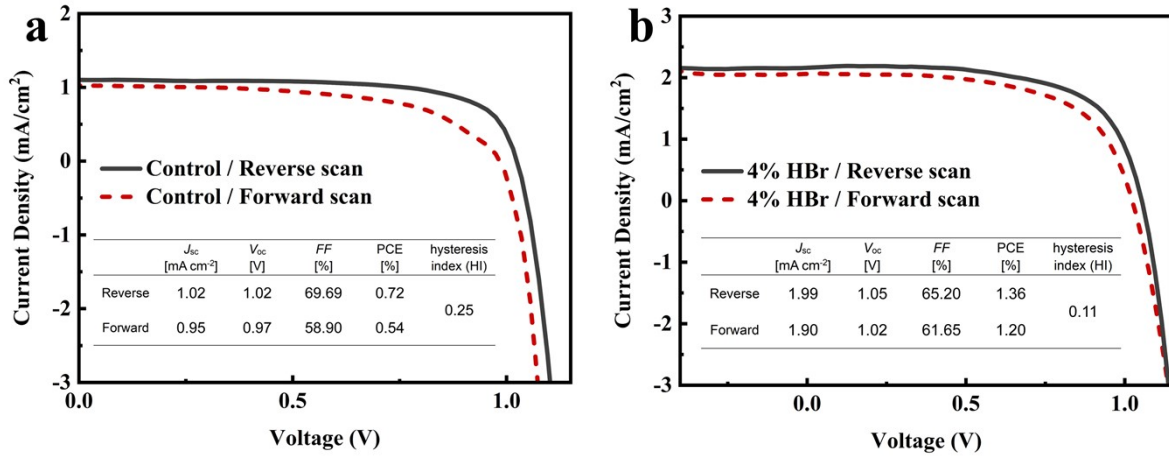 a
2
1
0
-1
-2
-3
Current Density (mA/cm²)
Control / Reverse scan
Control / Forward scan
Jsc Voc FF PCE hysteresis
[mA cm⁻²] [V] [%] [%] index (HI)
Reverse 1.02 1.02 69.69 0.72
0.25
Forward 0.95 0.97 58.90 0.54
0.0 0.5 1.0
Voltage (V)
b
3
2
1
0
-1
-2
-3
Current Density (mA/cm²)
4% HBr / Reverse scan
4% HBr / Forward scan
Jsc Voc FF PCE hysteresis
[mA cm⁻²] [V] [%] [%] index (HI)
Reverse 1.99 1.05 65.20 1.36
0.11
Forward 1.90 1.02 61.65 1.20
0.0 0.5 1.0
Voltage (V)